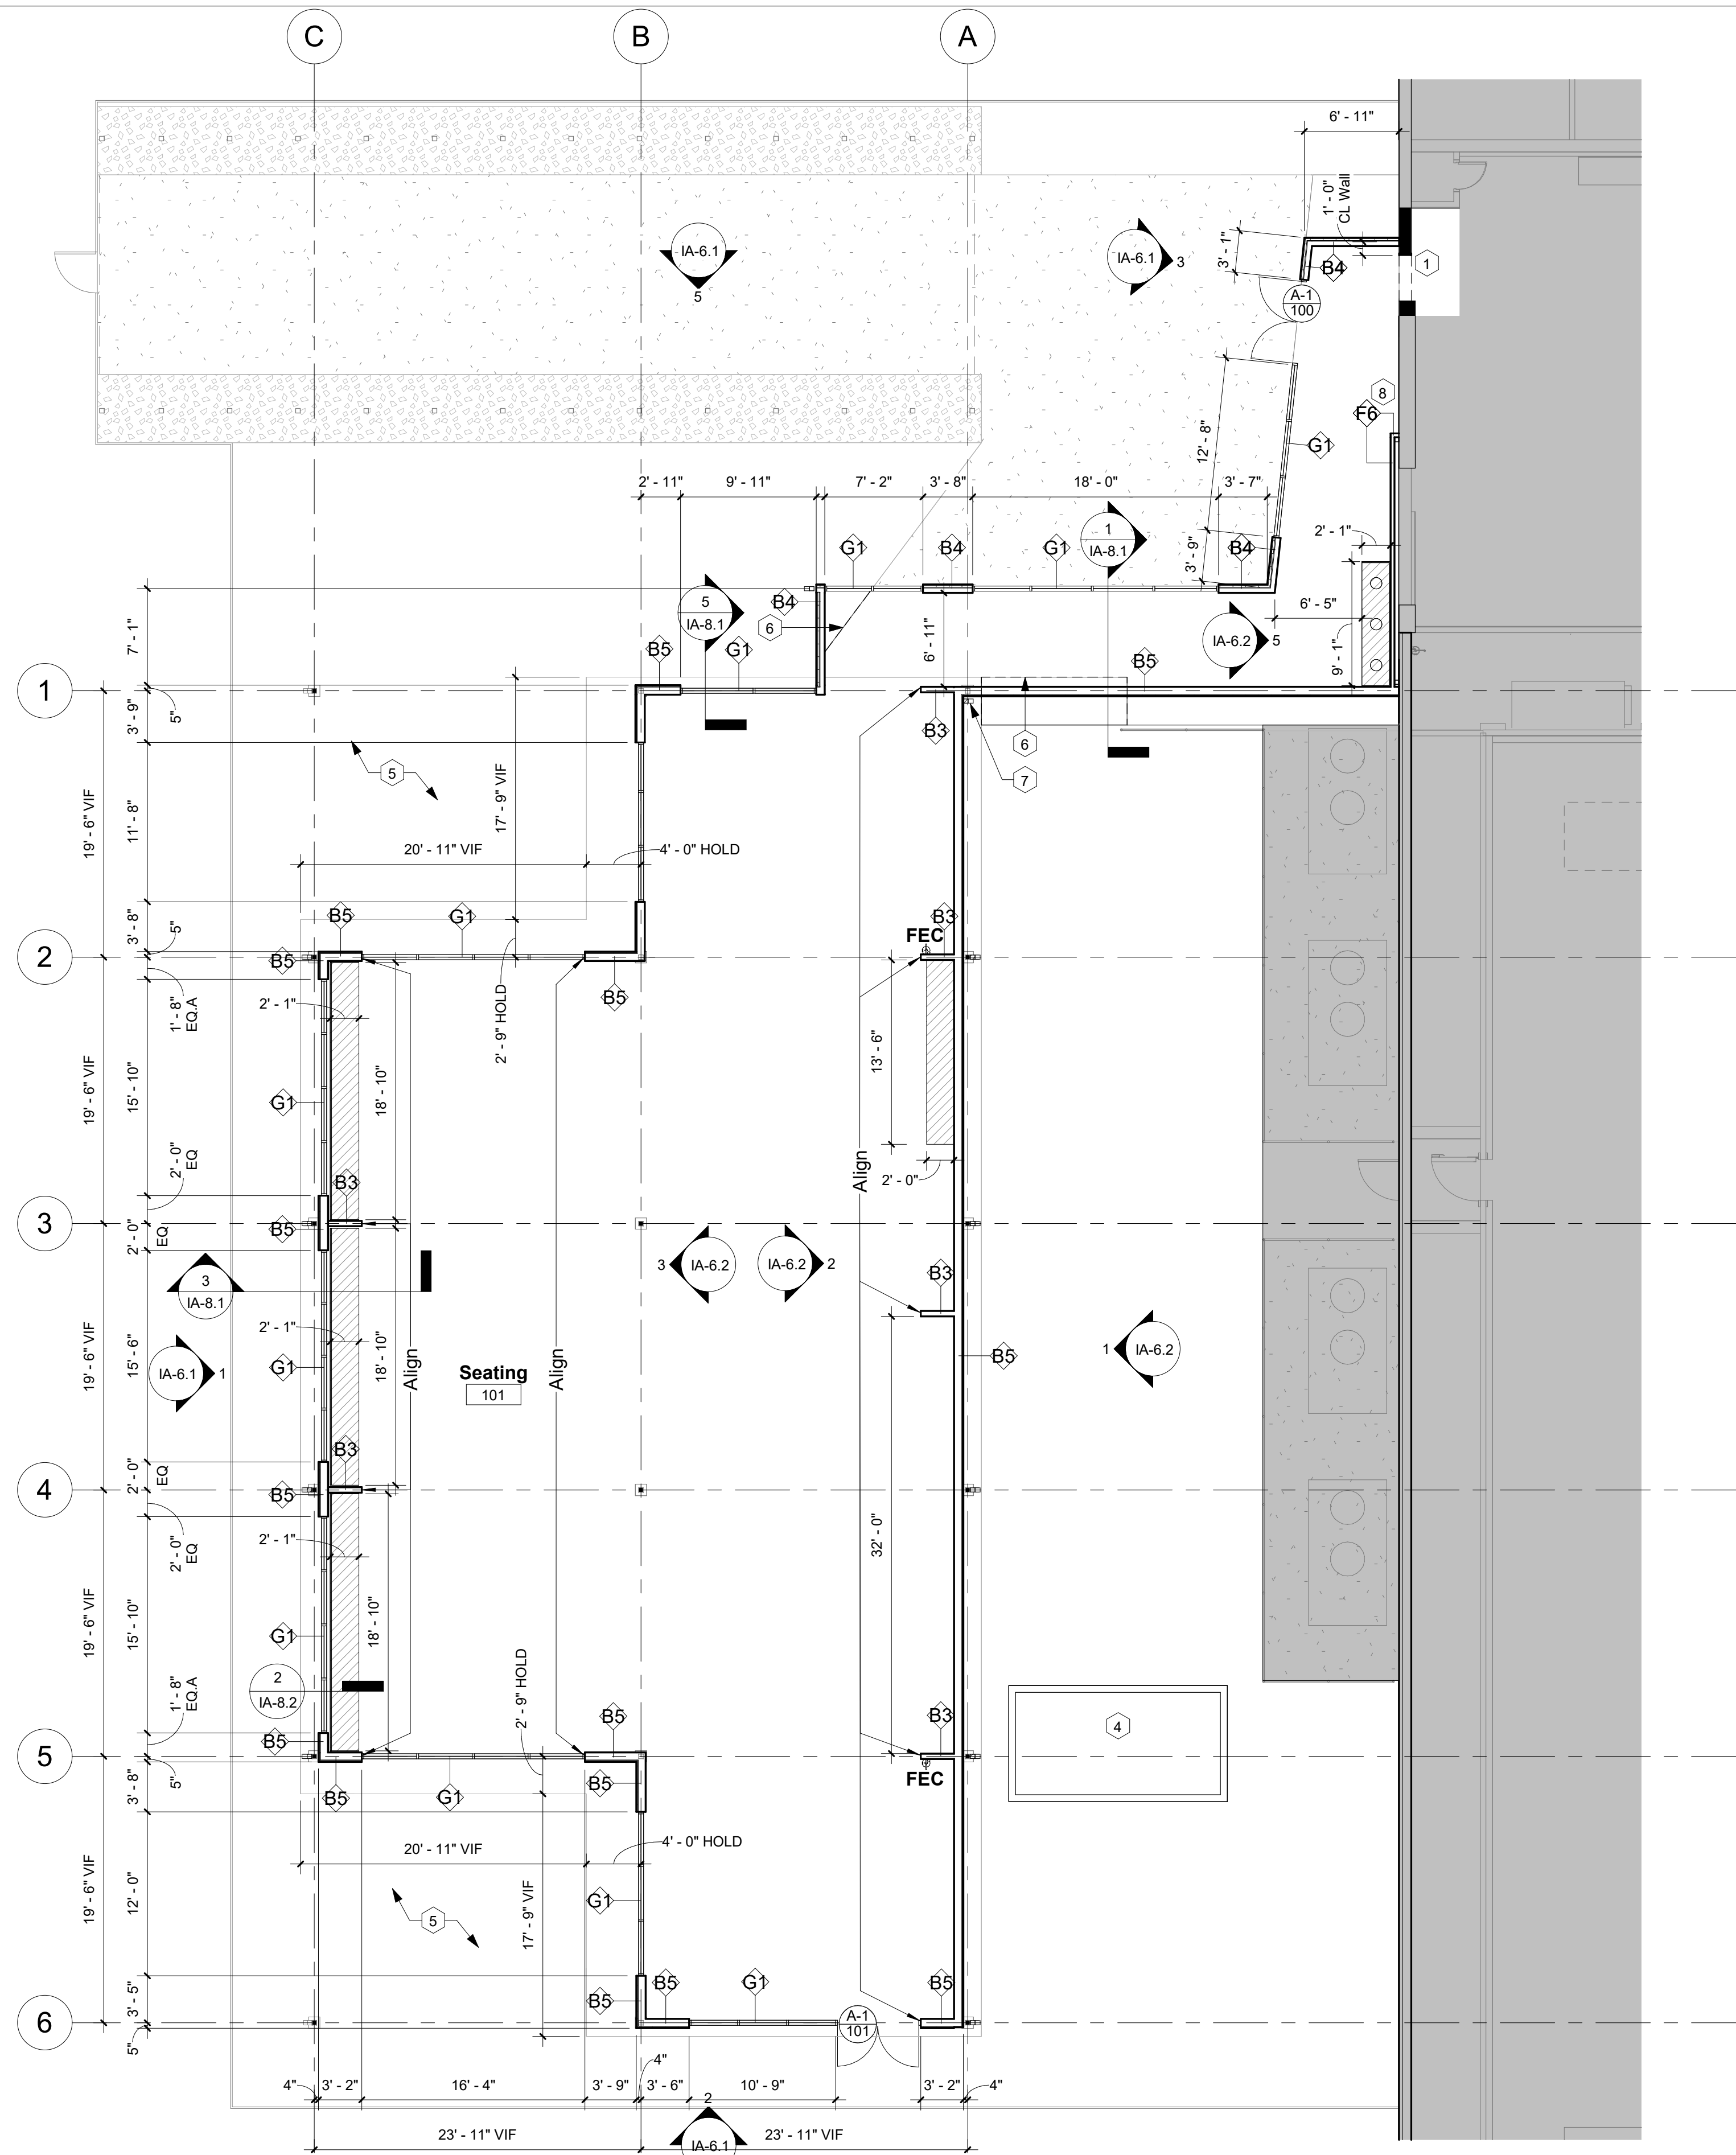 C
B
A
6' - 11"
1' - 0"
CL Wall
3' - 1"
B4
1
IA-6.1
5
IA-6.1
3
A-1
100
8
F6
G1
12' - 8"
2' - 11"
9' - 11"
7' - 2"
3' - 8"
18' - 0"
3' - 7"
2' - 1"
G1
B4
G1
1
IA-8.1
B4
3' - 9"
6' - 5"
7' - 1"
5
IA-8.1
B4
6
6' - 11"
IA-6.2
5
9' - 1"
B5
G1
B5
1
5"
3' - 9"
B3
6
7
5
17' - 9" VIF
19' - 6" VIF
11' - 8"
20' - 11" VIF
4' - 0" HOLD
3' - 8"
5"
B5
G1
B3
FEC
2
B5
B5
1' - 8"
EQ.A
2' - 1"
2' - 9" HOLD
13' - 6"
19' - 6" VIF
15' - 10"
18' - 10"
G1
2' - 0"
EQ
B3
Align
2' - 0"
3
B5
2' - 0"
EQ
3
IA-6.2
IA-6.2
2
B3
3
IA-8.1
2' - 1"
19' - 6" VIF
15' - 6"
IA-6.1
1
G1
18' - 10"
Align
Seating
101
Align
B5
1
IA-6.2
B3
4
2' - 0"
EQ
B5
2' - 0"
EQ
2' - 1"
32' - 0"
19' - 6" VIF
15' - 10"
G1
18' - 10"
2
IA-8.2
2' - 9" HOLD
1' - 8"
EQ.A
B5
B5
B3
4
5
5"
3' - 8"
B5
G1
B5
FEC
20' - 11" VIF
4' - 0" HOLD
19' - 6" VIF
12' - 0"
G1
5
17' - 9" VIF
3' - 5"
B5
B5
G1
B5
6
5"
A-1
101
4"
3' - 2"
16' - 4"
3' - 9"
4"
3' - 6"
10' - 9"
3' - 2"
4"
2
23' - 11" VIF
IA-6.1
23' - 11" VIF